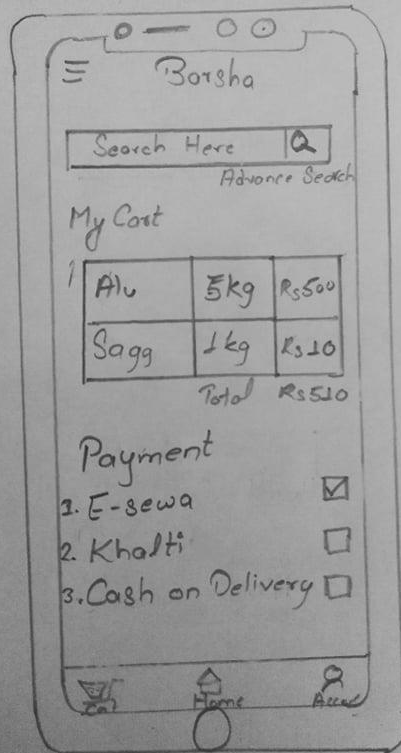 Borsha
Search Here
Advance Search
My Cart
1 Alu 5kg Rs500
Sagg 1kg Rs10
Total Rs510
Payment
1. E-sewa
2. Khalti
3. Cash on Delivery
Home